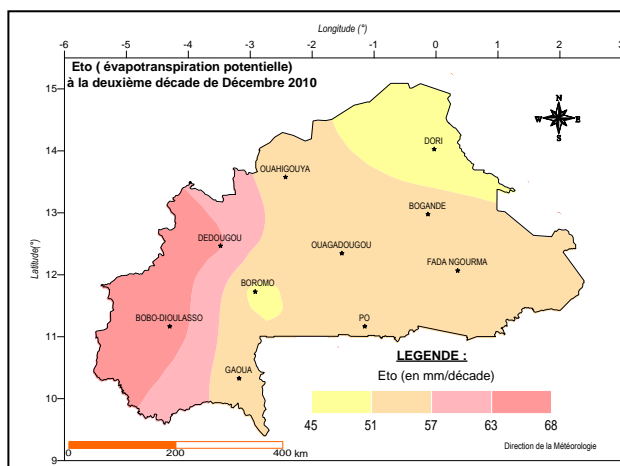 Longitude (°)
-6 -5 -4 -3 -2 -1 0 1 2 3
Eto ( évapotranspiration potentielle)
à la deuxième décade de Décembre 2010
15
N
W E
S
DORI
14
OUAHIGOUYA
BOGANDE
13
DEDOUGOU
OUAGADOUGOU
FADA NGOURMA
Latitude(°)
12
BOROMO
BOBO-DIOULASSO
PO
11
LEGENDE :
GAOUA
Eto (en mm/décade)
10
45 51 57 63 68
0 200 400 km
Direction de la Météorologie
9